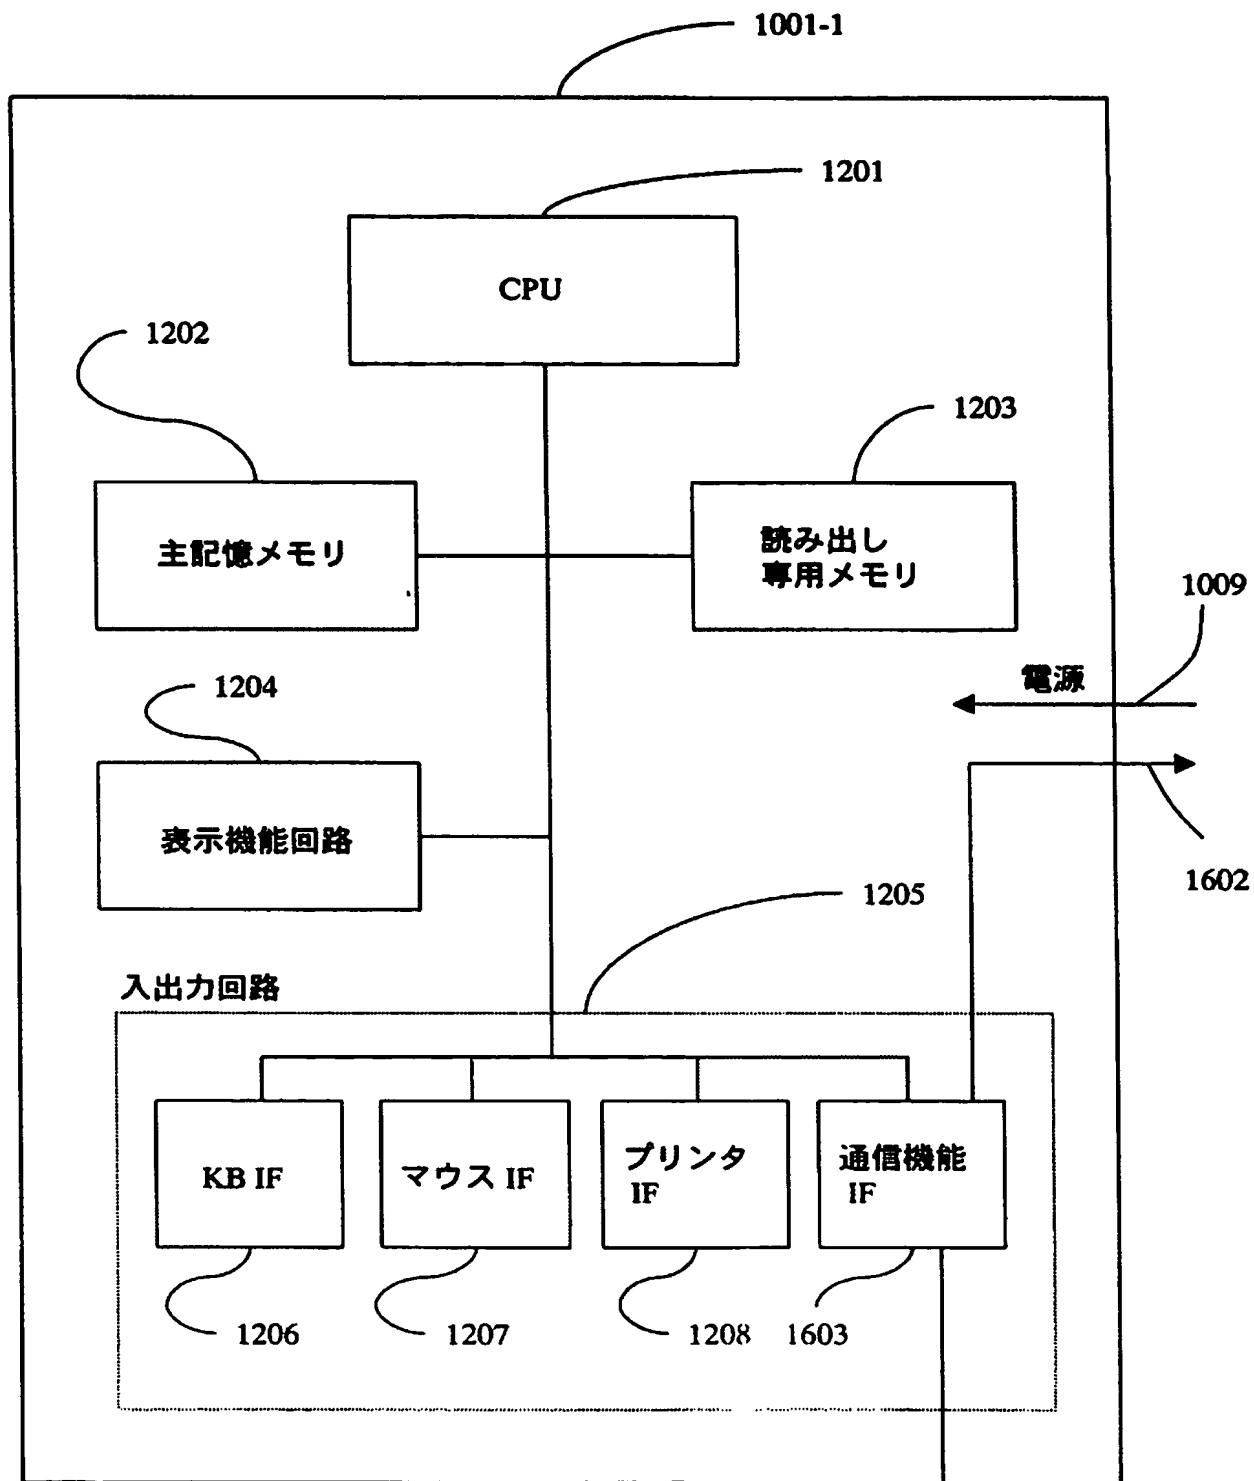 1001-1
1201
CPU
1202
1203
主記憶メモリ
読み出し
専用メモリ
1009
電源
1204
表示機能回路
1602
1205
入出力回路
KB IF
マウス IF
プリンタ
IF
通信機能
IF
1206
1207
1208
1603